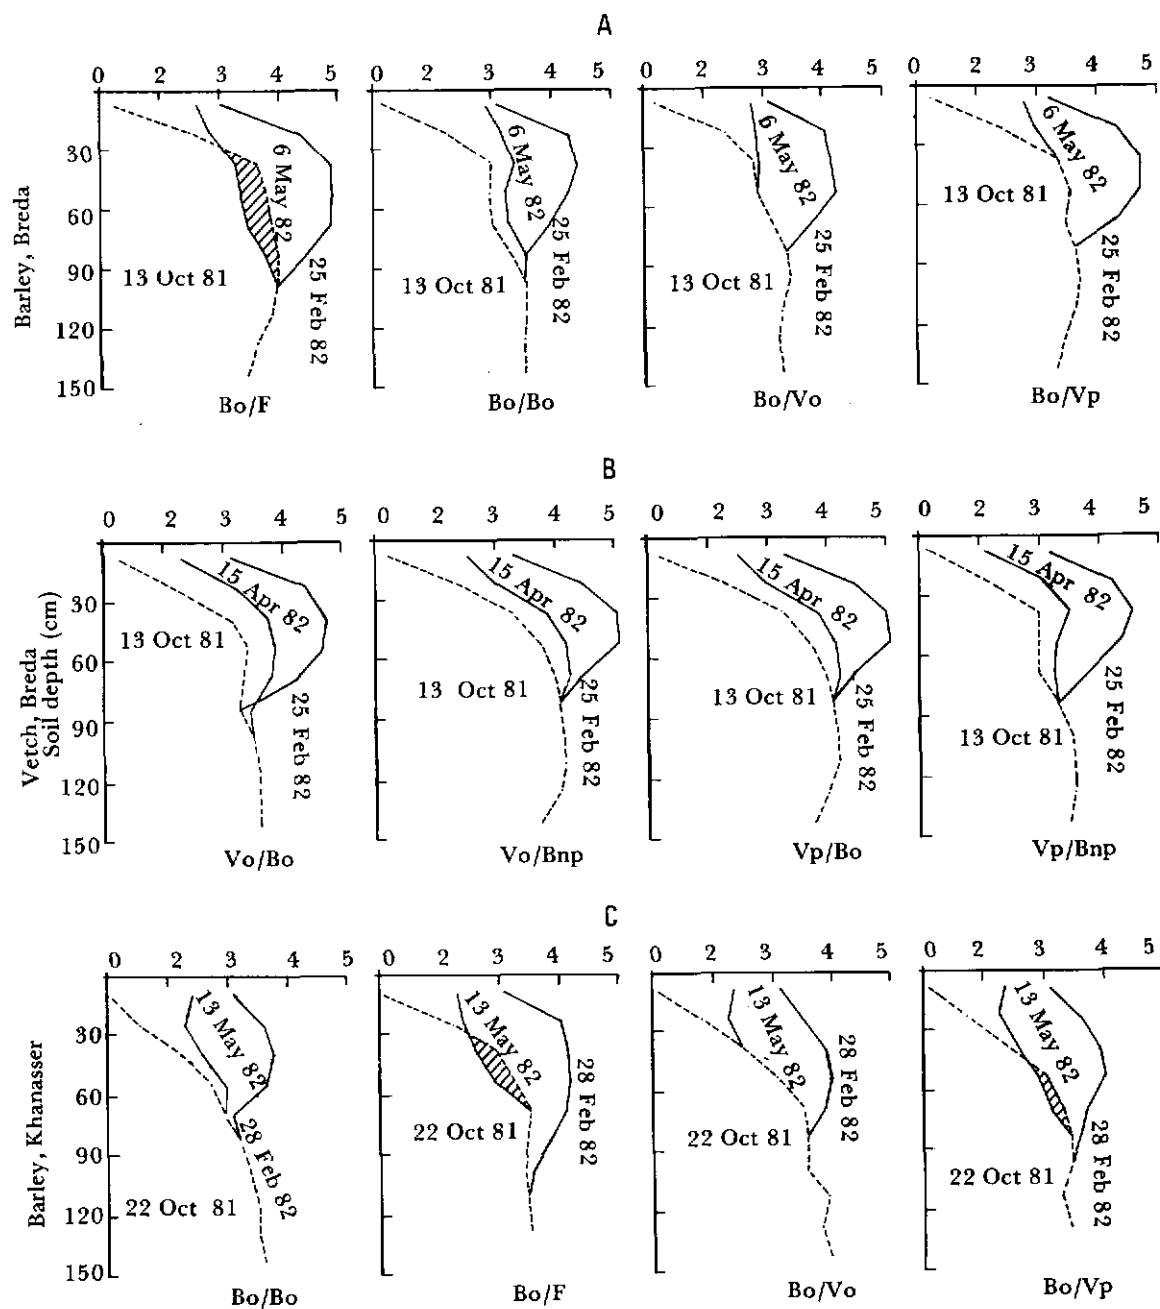 A
0 2 3 4 5
0 2 3 4 5
0 2 3 4 5
0 2 3 4 5
Barley, Breda
30
60
90
120
150
6 May 82
13 Oct 81
25 Feb 82
Bo/F
6 May 82
13 Oct 81
25 Feb 82
Bo/Bo
6 May 82
13 Oct 81
25 Feb 82
Bo/Vo
6 May 82
13 Oct 81
25 Feb 82
Bo/Vp
B
0 2 3 4 5
0 2 3 4 5
0 2 3 4 5
0 2 3 4 5
Vetch, Breda
Soil depth (cm)
30
60
90
120
150
15 Apr 82
13 Oct 81
25 Feb 82
Vo/Bo
15 Apr 82
13 Oct 81
25 Feb 82
Vo/Bnp
15 Apr 82
13 Oct 81
25 Feb 82
Vp/Bo
15 Apr 82
13 Oct 81
25 Feb 82
Vp/Bnp
C
0 2 3 4 5
0 2 3 4 5
0 2 3 4 5
0 2 3 4 5
Barley, Khanasser
30
60
90
120
150
13 May 82
28 Feb 82
22 Oct 81
Bo/Bo
13 May 82
28 Feb 82
22 Oct 81
Bo/F
13 May 82
28 Feb 82
22 Oct 81
Bo/Vo
13 May 82
28 Feb 82
22 Oct 81
Bo/Vp